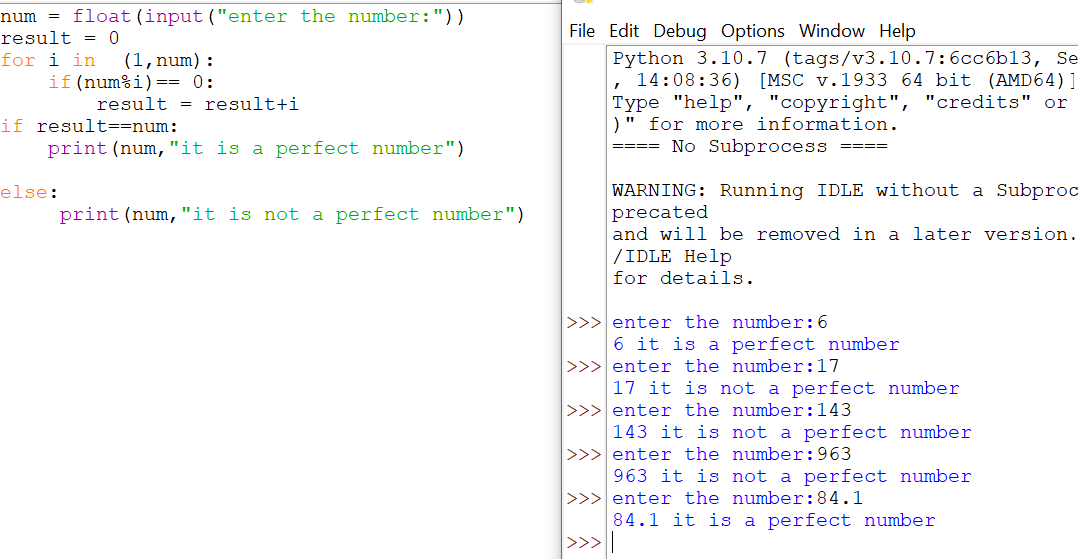 num = float(input("enter the number:"))
result = 0
for i in  (1,num):
    if(num%i)== 0:
        result = result+i
if result==num:
    print(num,"it is a perfect number")
else:
     print(num,"it is not a perfect number")
File Edit Debug Options Window Help
Python 3.10.7 (tags/v3.10.7:6cc6b13, Se
, 14:08:36) [MSC v.1933 64 bit (AMD64)]
Type "help", "copyright", "credits" or
)" for more information.
==== No Subprocess ====
WARNING: Running IDLE without a Subproc
precated
and will be removed in a later version.
/IDLE Help
for details.
>>> enter the number:6
6 it is a perfect number
>>> enter the number:17
17 it is not a perfect number
>>> enter the number:143
143 it is not a perfect number
>>> enter the number:963
963 it is not a perfect number
>>> enter the number:84.1
84.1 it is a perfect number
>>>